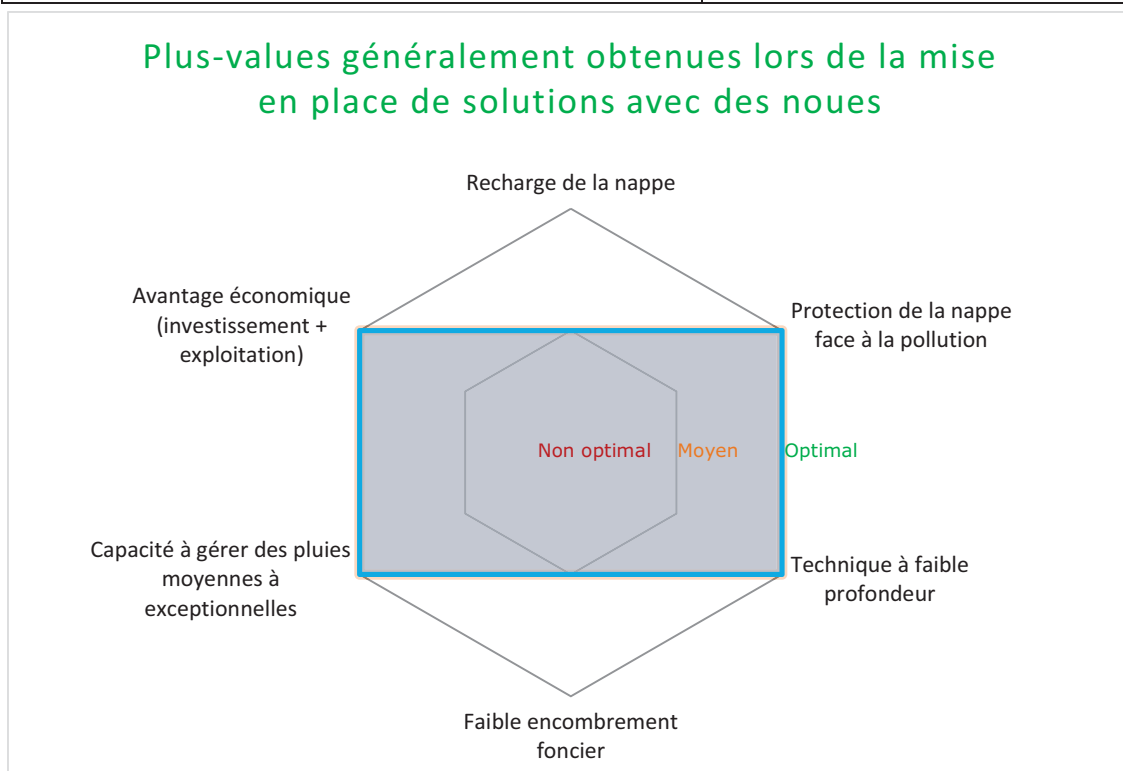 Plus-values généralement obtenues lors de la mise
en place de solutions avec des noues
Recharge de la nappe
Avantage économique
(investissement +
exploitation)
Protection de la nappe
face à la pollution
Non optimal
Moyen
Optimal
Capacité à gérer des pluies
moyennes à
exceptionnelles
Technique à faible
profondeur
Faible encombrement
foncier